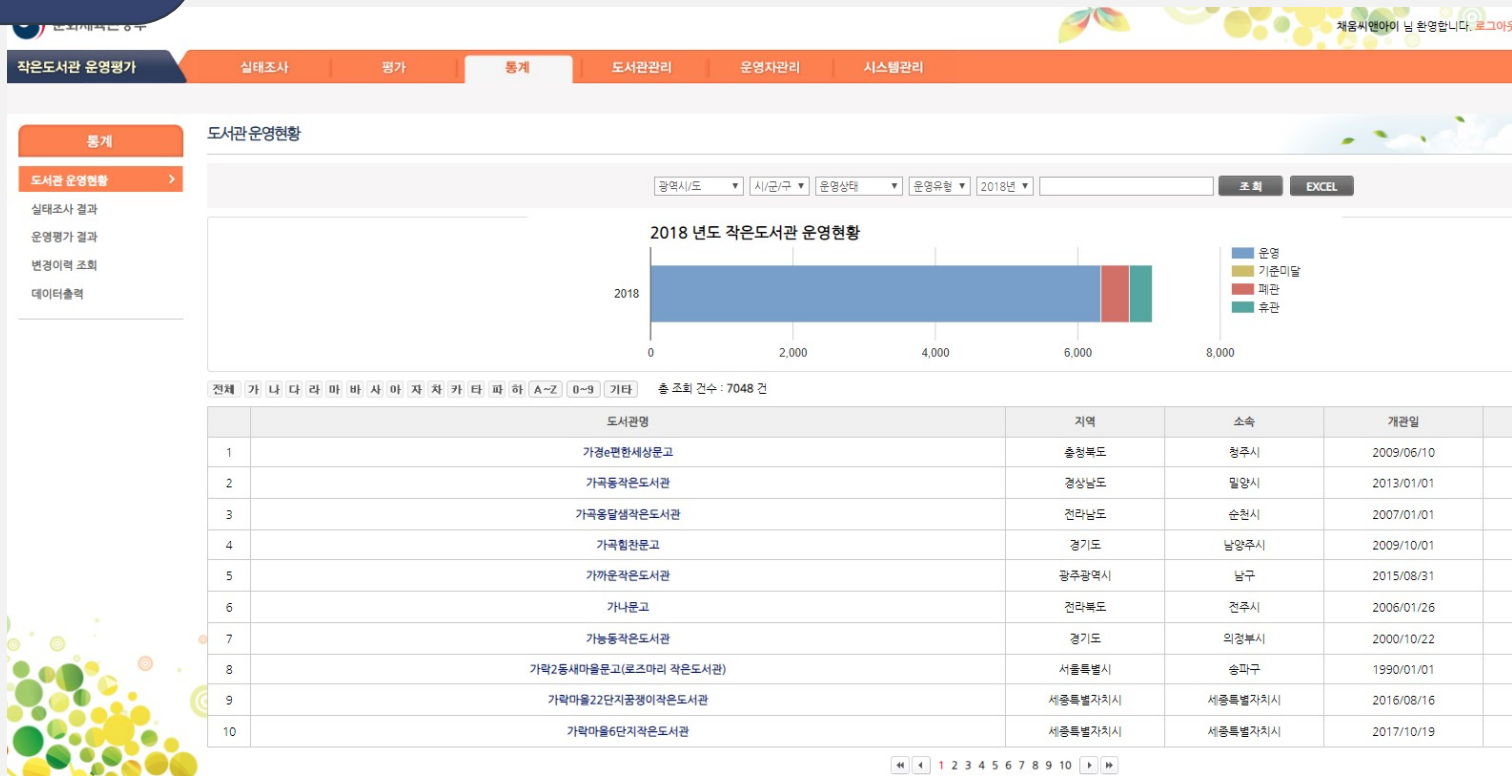 채움씨앤아이 님 환영합니다. 로그아웃
작은도서관 운영평가
실태조사 평가 통계 도서관관리 운영자관리 시스템관리
통계
도서관 운영현황
실태조사 결과
운영평가 결과
변경이력 조회
데이터출력
도서관 운영현황
광역시/도 시/군/구 운영상태 운영유형 2018년 조회 EXCEL
2018 년도 작은도서관 운영현황
2018
0 2,000 4,000 6,000 8,000
운영
기준미달
폐관
휴관
전체 가 나 다 라 마 바 사 아 자 차 카 타 파 하 A~Z 0~9 기타 총 조회 건수 : 7048 건
도서관명 지역 소속 개관일
1 가경e편한세상문고 충청북도 청주시 2009/06/10
2 가곡동작은도서관 경상남도 밀양시 2013/01/01
3 가곡옹달샘작은도서관 전라남도 순천시 2007/01/01
4 가곡힘찬문고 경기도 남양주시 2009/10/01
5 가까운작은도서관 광주광역시 남구 2015/08/31
6 가나문고 전라북도 전주시 2006/01/26
7 가능동작은도서관 경기도 의정부시 2000/10/22
8 가락2동새마을문고(로즈마리 작은도서관) 서울특별시 송파구 1990/01/01
9 가락마을22단지꿈쟁이작은도서관 세종특별자치시 세종특별자치시 2016/08/16
10 가락마을6단지작은도서관 세종특별자치시 세종특별자치시 2017/10/19
1 2 3 4 5 6 7 8 9 10